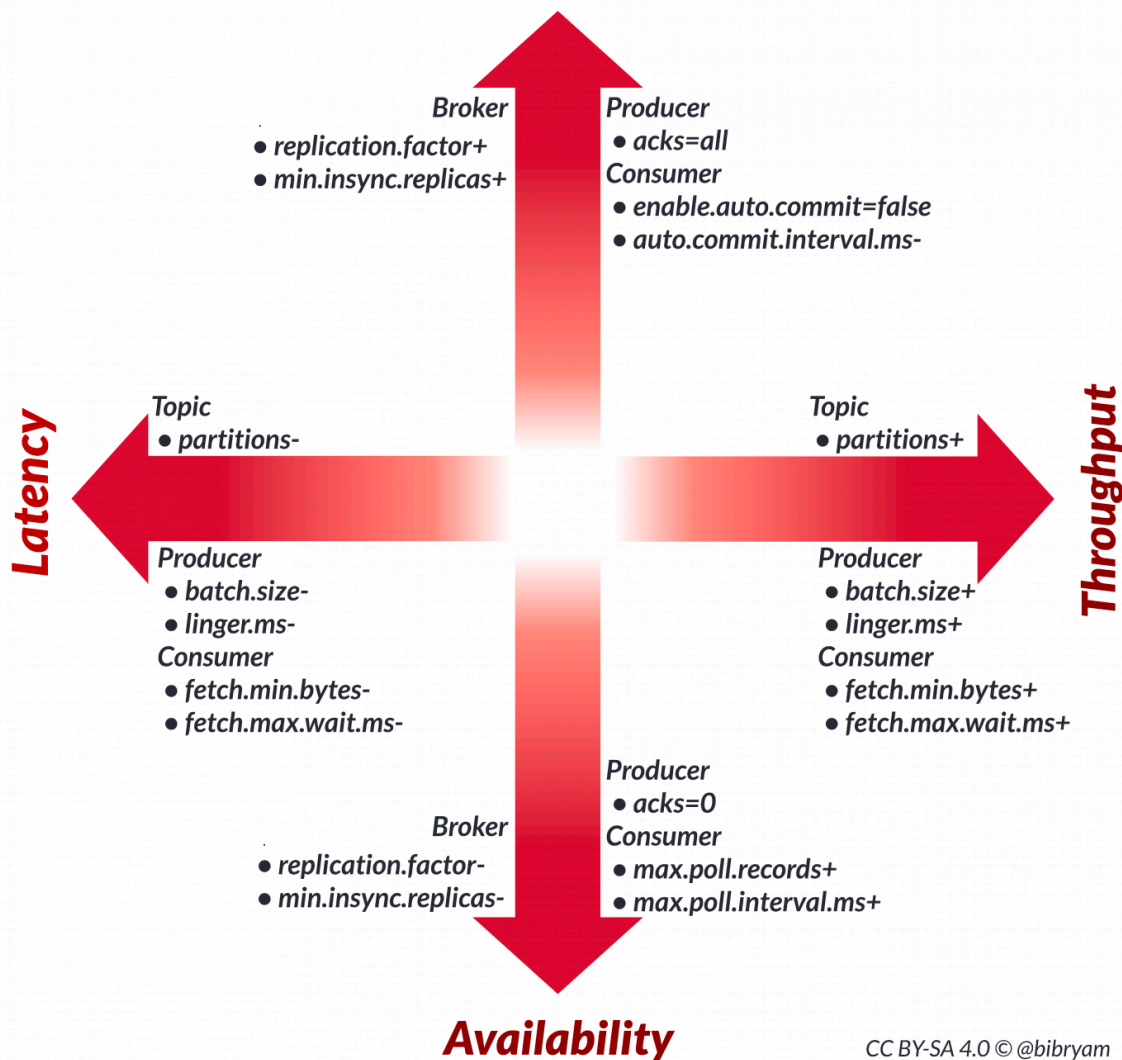 Broker
• replication.factor+
• min.insync.replicas+
Producer
• acks=all
Consumer
• enable.auto.commit=false
• auto.commit.interval.ms-
Latency
Topic
• partitions-
Producer
• batch.size-
• linger.ms-
Consumer
• fetch.min.bytes-
• fetch.max.wait.ms-
Topic
• partitions+
Throughput
Producer
• batch.size+
• linger.ms+
Consumer
• fetch.min.bytes+
• fetch.max.wait.ms+
Broker
• replication.factor-
• min.insync.replicas-
Producer
• acks=0
Consumer
• max.poll.records+
• max.poll.interval.ms+
Availability
CC BY-SA 4.0 © @bibryam